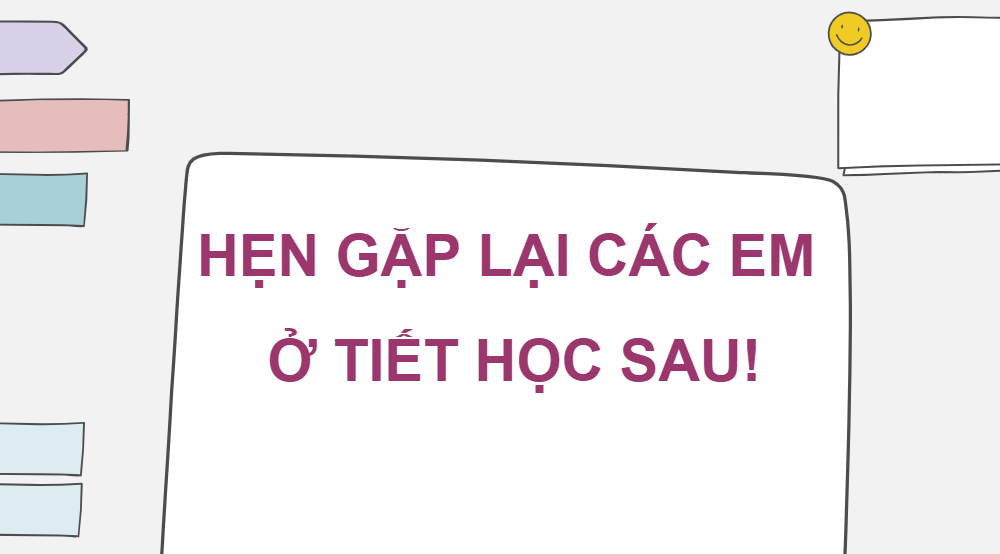 HẸN GẶP LẠI CÁC EM
Ở TIẾT HỌC SAU!